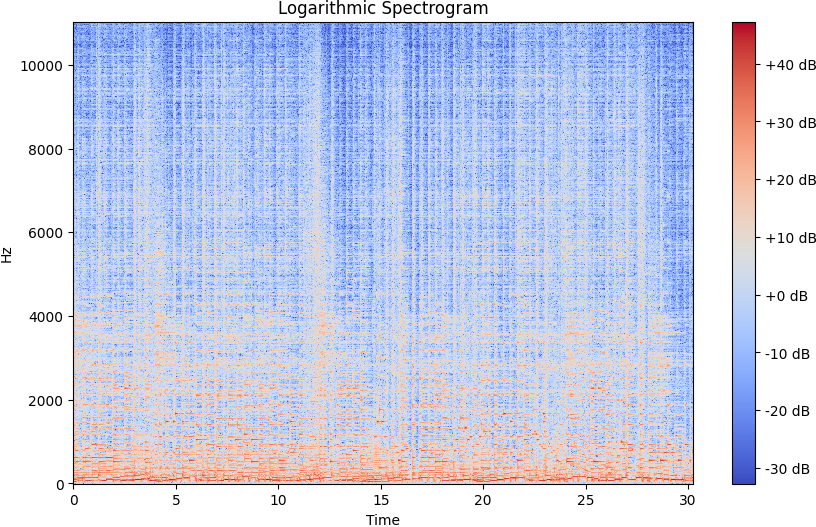 Logarithmic Spectrogram
Hz
10000
8000
6000
4000
2000
0
0 5 10 15 20 25 30
Time
+40 dB
+30 dB
+20 dB
+10 dB
+0 dB
-10 dB
-20 dB
-30 dB